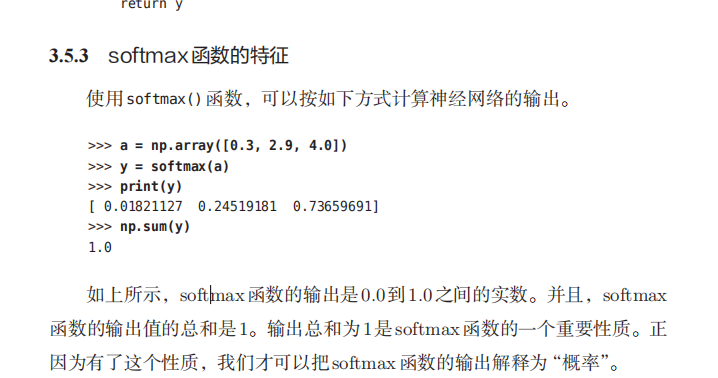 return y
3.5.3 softmax函数的特征
使用softmax()函数，可以按如下方式计算神经网络的输出。
>>> a = np.array([0.3, 2.9, 4.0])
>>> y = softmax(a)
>>> print(y)
[ 0.01821127  0.24519181  0.73659691]
>>> np.sum(y)
1.0
如上所示，softmax函数的输出是0.0到1.0之间的实数。并且，softmax
函数的输出值的总和是1。输出总和为1是softmax函数的一个重要性质。正
因为有了这个性质，我们才可以把softmax函数的输出解释为“概率”。